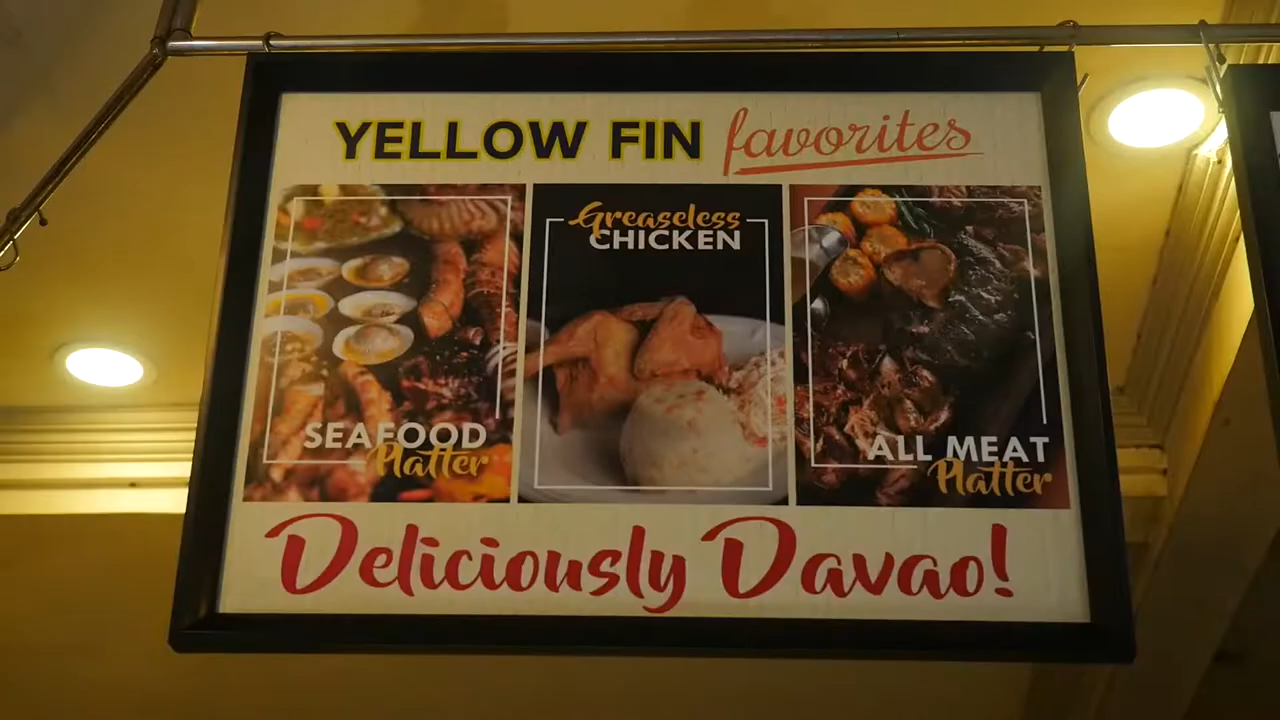 YELLOW FIN favorites
Greaseless
CHICKEN
SEAFOOD
Platter
ALL MEAT
Platter
Deliciously Davao!